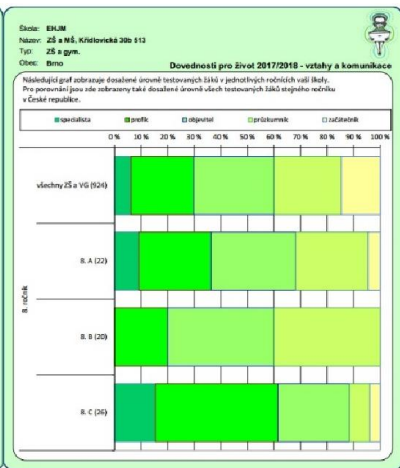 Škola: EKJM
Název: ZŠ a MŠ, Křídlovická 30b 513
Typ: ZŠ a gym.
Obec: Brno
Dovednosti pro život 2017/2018 - vztahy a komunikace
Následující graf zobrazuje dosažené úrovně testovaných žáků v jednotlivých ročnících vaší školy.
Pro porovnání jsou zde zobrazeny také dosažené úrovně všech testovaných žáků stejného ročníku
v České republice.
specialista profík objevitel průzkumník začátečník
0 % 10 % 20 % 30 % 40 % 50 % 60 % 70 % 80 % 90 % 100 %
8. ročník
všechny ZŠ a VG (924)
8. A (22)
8. B (20)
8. C (26)